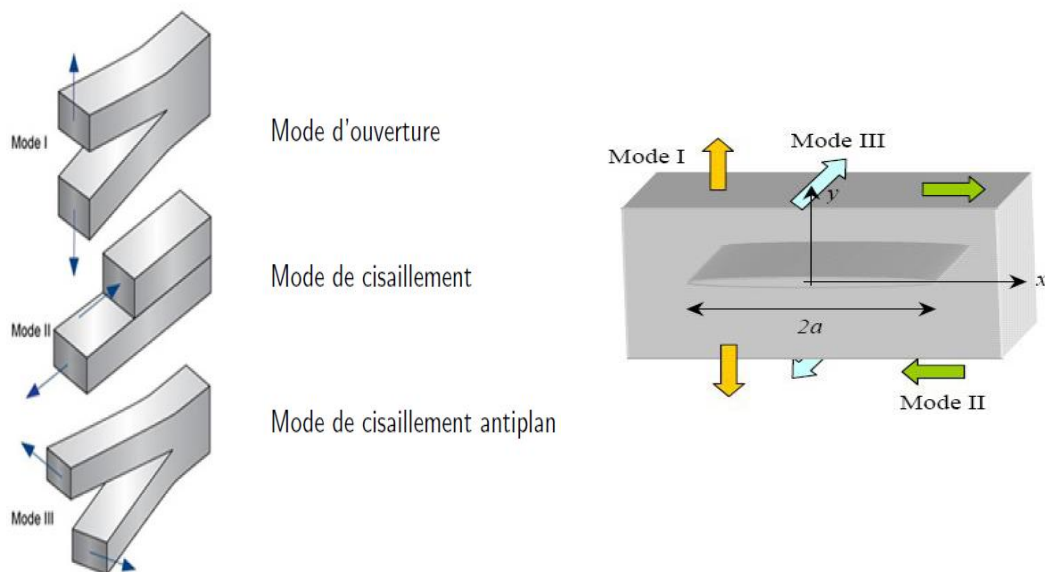 Mode I
Mode d'ouverture
Mode II
Mode de cisaillement
Mode III
Mode de cisaillement antiplan
Mode I
Mode III
y
x
2a
Mode II